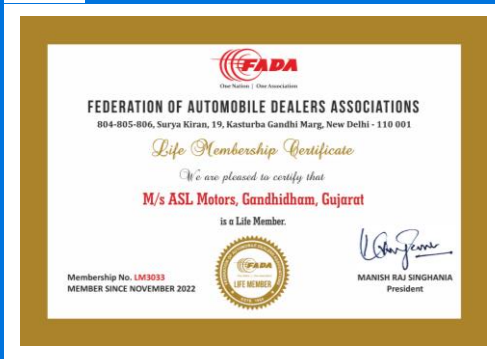 FADA
One Nation | One Association
FEDERATION OF AUTOMOBILE DEALERS ASSOCIATIONS
804-805-806, Surya Kiran, 19, Kasturba Gandhi Marg, New Delhi - 110 001
Life Membership Certificate
We are pleased to certify that
M/s ASL Motors, Gandhidham, Gujarat
is a Life Member.
FADA
LIFE MEMBER
Membership No. LM3033
MEMBER SINCE NOVEMBER 2022
MANISH RAJ SINGHANIA
President